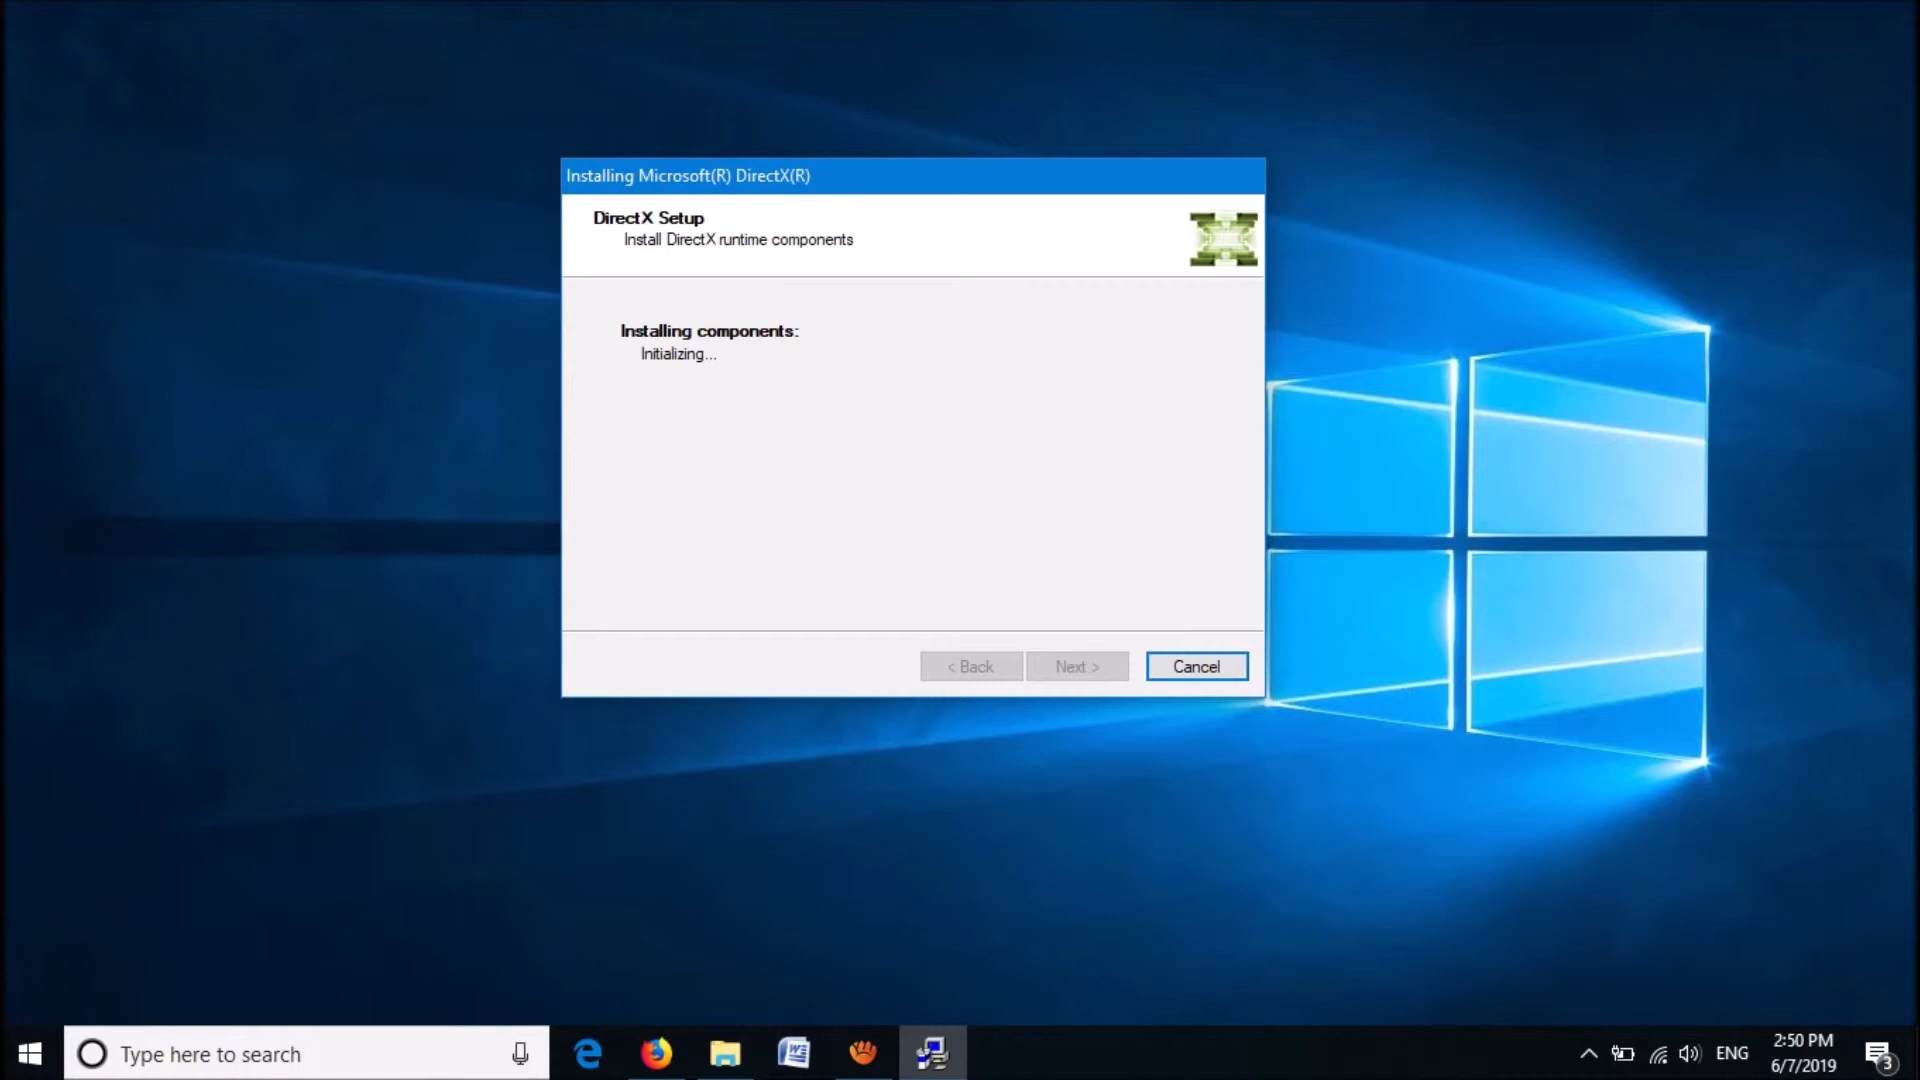 Installing Microsoft(R) DirectX(R)
DirectX Setup
Install DirectX runtime components
Installing components:
Initializing...
< Back
Next >
Cancel
Type here to search
ENG
2:50 PM
6/7/2019
3